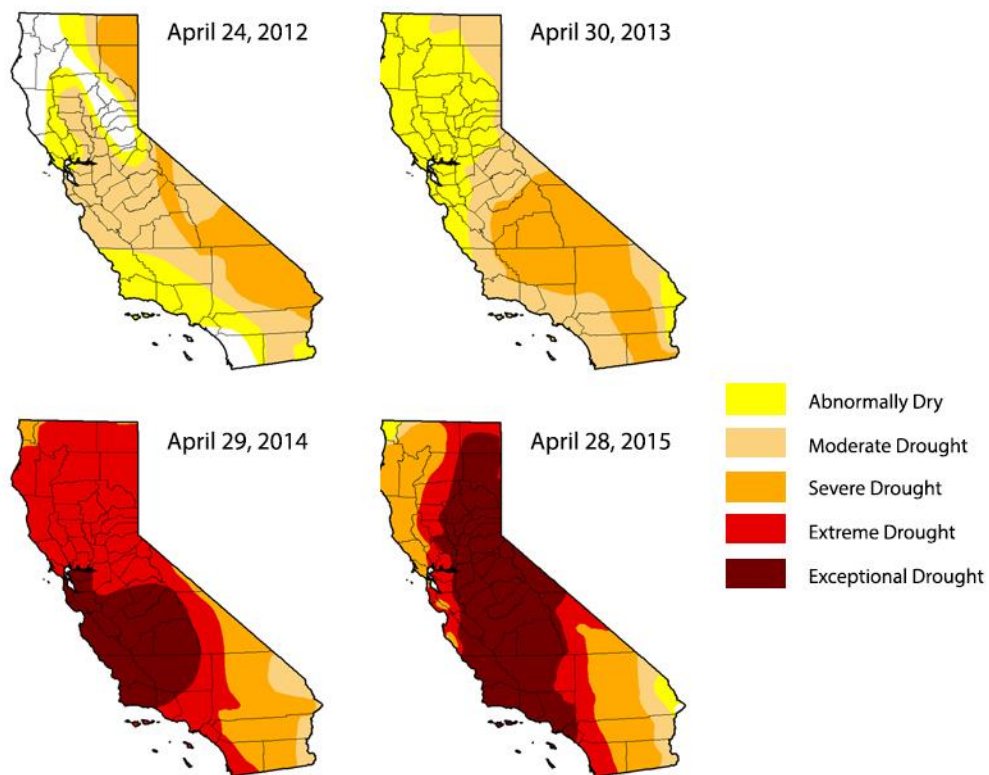 April 24, 2012
April 30, 2013
April 29, 2014
April 28, 2015
Abnormally Dry
Moderate Drought
Severe Drought
Extreme Drought
Exceptional Drought